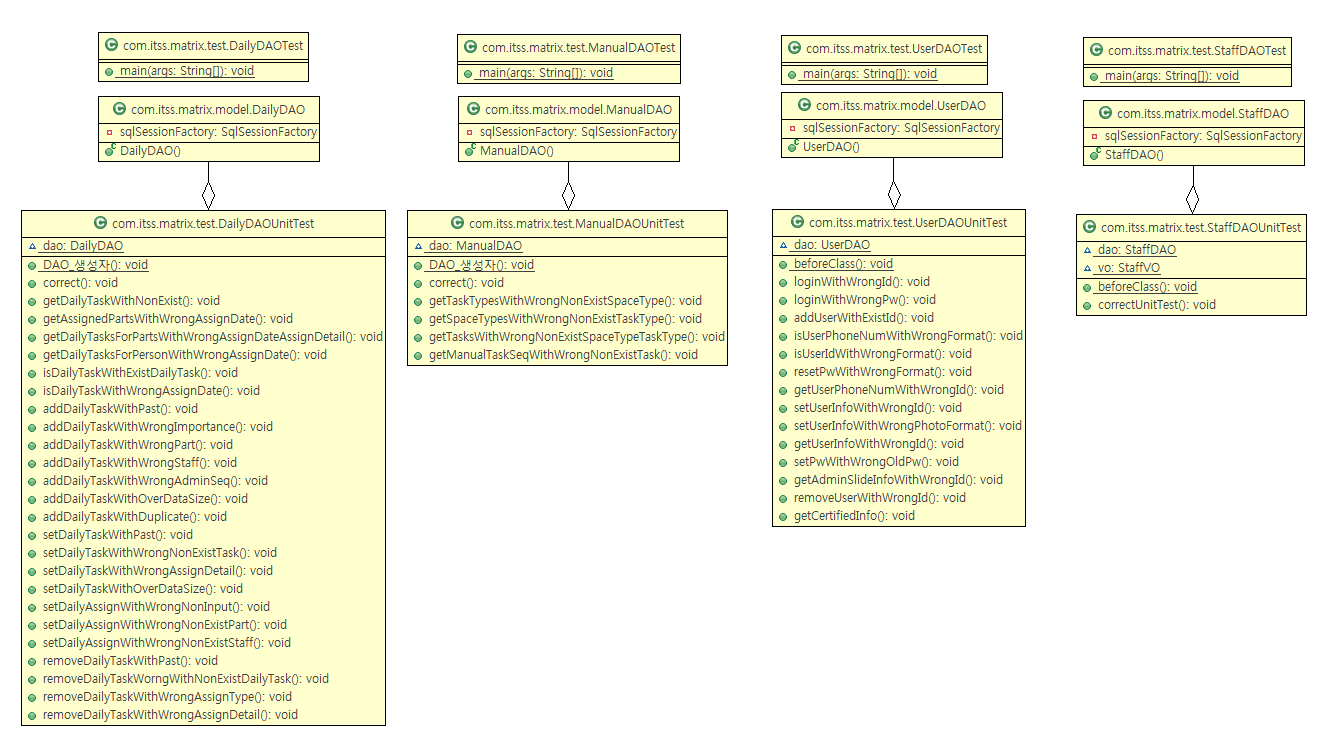 com.itss.matrix.test.DailyDAOTest
main(args: String[]): void
com.itss.matrix.model.DailyDAO
sqlSessionFactory: SqlSessionFactory
DailyDAO()
com.itss.matrix.test.DailyDAOUnitTest
dao: DailyDAO
DAO_생성자(): void
correct(): void
getDailyTaskWithNonExist(): void
getAssignedPartsWithWrongAssignDate(): void
getDailyTasksForPartsWithWrongAssignDateAssignDetail(): void
getDailyTasksForPersonWithWrongAssignDate(): void
isDailyTaskWithExistDailyTask(): void
isDailyTaskWithWrongAssignDate(): void
addDailyTaskWithPast(): void
addDailyTaskWithWrongImportance(): void
addDailyTaskWithWrongPart(): void
addDailyTaskWithWrongStaff(): void
addDailyTaskWithWrongAdminSeq(): void
addDailyTaskWithOverDataSize(): void
addDailyTaskWithDuplicate(): void
setDailyTaskWithPast(): void
setDailyTaskWithWrongNonExistTask(): void
setDailyTaskWithWrongAssignDetail(): void
setDailyTaskWithOverDataSize(): void
setDailyAssignWithWrongNonInput(): void
setDailyAssignWithWrongNonExistPart(): void
setDailyAssignWithWrongNonExistStaff(): void
removeDailyTaskWithPast(): void
removeDailyTaskWorngWithNonExistDailyTask(): void
removeDailyTaskWithWrongAssignType(): void
removeDailyTaskWithWrongAssignDetail(): void
com.itss.matrix.test.ManualDAOTest
main(args: String[]): void
com.itss.matrix.model.ManualDAO
sqlSessionFactory: SqlSessionFactory
ManualDAO()
com.itss.matrix.test.ManualDAOUnitTest
dao: ManualDAO
DAO_생성자(): void
correct(): void
getTaskTypesWithWrongNonExistSpaceType(): void
getSpaceTypesWithWrongNonExistTaskType(): void
getTasksWithWrongNonExistSpaceTypeTaskType(): void
getManualTaskSeqWithWrongNonExistTask(): void
com.itss.matrix.test.UserDAOTest
main(args: String[]): void
com.itss.matrix.model.UserDAO
sqlSessionFactory: SqlSessionFactory
UserDAO()
com.itss.matrix.test.UserDAOUnitTest
dao: UserDAO
beforeClass(): void
loginWithWrongId(): void
loginWithWrongPw(): void
addUserWithExistId(): void
isUserPhoneNumWithWrongFormat(): void
isUserIdWithWrongFormat(): void
resetPwWithWrongFormat(): void
getUserPhoneNumWithWrongId(): void
setUserInfoWithWrongId(): void
setUserInfoWithWrongPhotoFormat(): void
getUserInfoWithWrongId(): void
setPwWithWrongOldPw(): void
getAdminSlideInfoWithWrongId(): void
removeUserWithWrongId(): void
getCertifiedInfo(): void
com.itss.matrix.test.StaffDAOTest
main(args: String[]): void
com.itss.matrix.model.StaffDAO
sqlSessionFactory: SqlSessionFactory
StaffDAO()
com.itss.matrix.test.StaffDAOUnitTest
dao: StaffDAO
vo: StaffVO
beforeClass(): void
correctUnitTest(): void